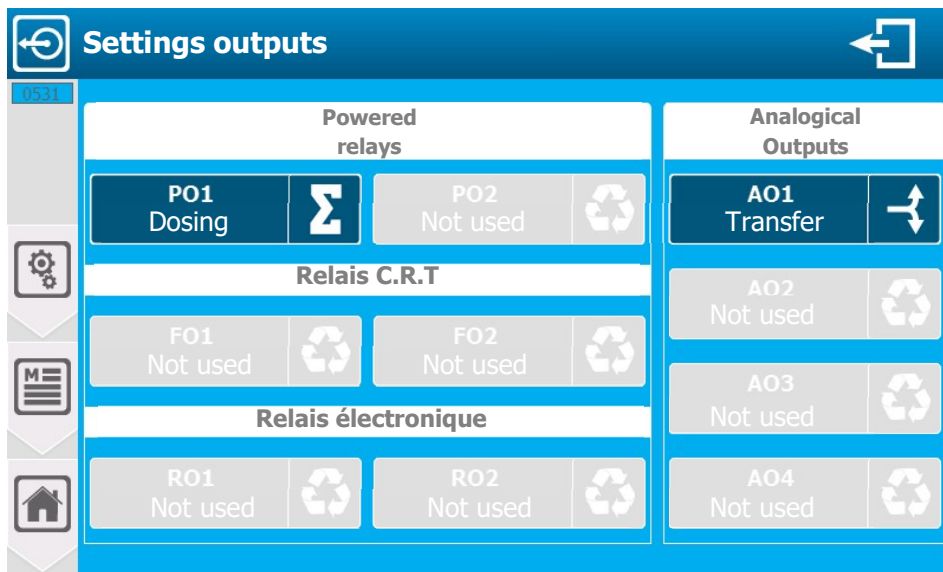 Settings outputs
0531
Powered
relays
PO1
Dosing
PO2
Not used
Relais C.R.T
FO1
Not used
FO2
Not used
Relais électronique
RO1
Not used
RO2
Not used
Analogical
Outputs
AO1
Transfer
AO2
Not used
AO3
Not used
AO4
Not used
M